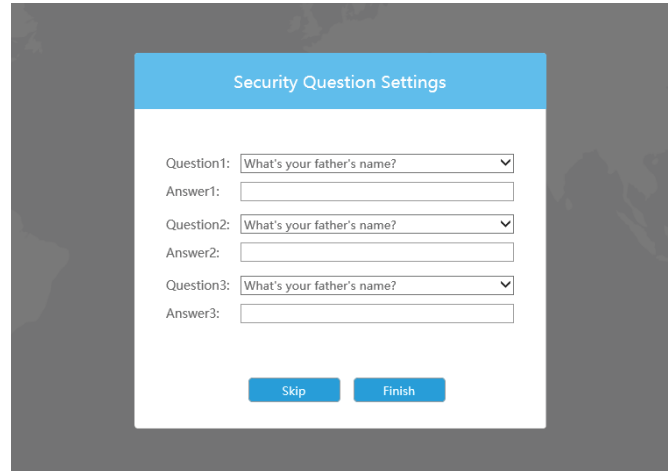 Security Question Settings
Question1: What's your father's name?
Answer1:
Question2: What's your father's name?
Answer2:
Question3: What's your father's name?
Answer3:
Skip Finish